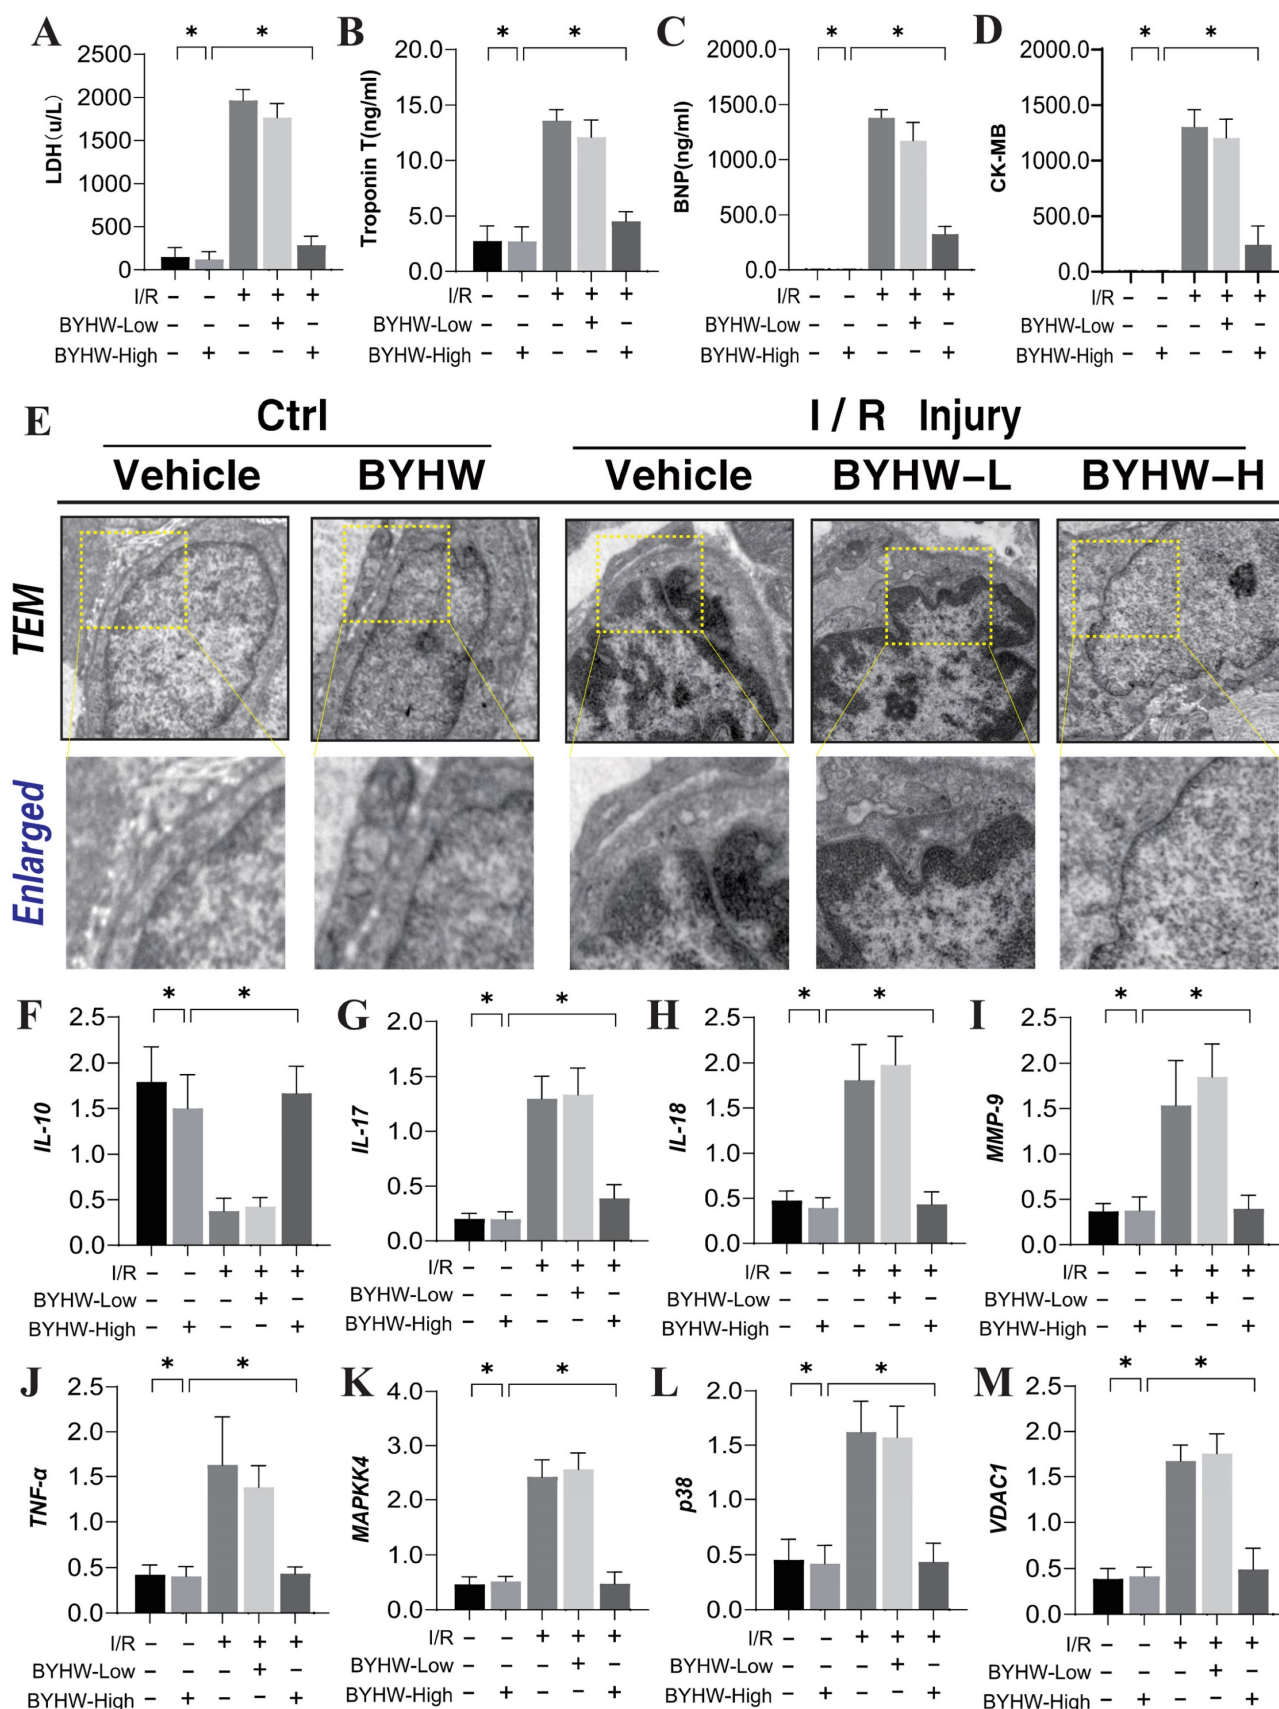 A
B
C
D
* *
* *
* *
* *
LDH(u/L)
2500
2000
1500
1000
500
0
Troponin T(ng/ml)
20.0
15.0
10.0
5.0
0.0
BNP(ng/ml)
2000.0
1500.0
1000.0
500.0
0.0
CK-MB
2000.0
1500.0
1000.0
500.0
0.0
I/R – – + + +
BYHW-Low – – – + –
BYHW-High – + – – +
I/R – – + + +
BYHW-Low – – – + –
BYHW-High – + – – +
I/R – – + + +
BYHW-Low – – – + –
BYHW-High – + – – +
I/R – – + + +
BYHW-Low – – – + –
BYHW-High – + – – +
E
Ctrl
I / R Injury
Vehicle
BYHW
Vehicle
BYHW–L
BYHW–H
TEM
Enlarged
F
G
H
I
* *
* *
* *
* *
IL-10
2.5
2.0
1.5
1.0
0.5
0.0
IL-17
2.0
1.5
1.0
0.5
0.0
IL-18
2.5
2.0
1.5
1.0
0.5
0.0
MMP-9
2.5
2.0
1.5
1.0
0.5
0.0
I/R – – + + +
BYHW-Low – – – + –
BYHW-High – + – – +
I/R – – + + +
BYHW-Low – – – + –
BYHW-High – + – – +
I/R – – + + +
BYHW-Low – – – + –
BYHW-High – + – – +
I/R – – + + +
BYHW-Low – – – + –
BYHW-High – + – – +
J
K
L
M
* *
* *
* *
* *
TNF-α
2.5
2.0
1.5
1.0
0.5
0.0
MAPKK4
4.0
3.0
2.0
1.0
0.0
p38
2.0
1.5
1.0
0.5
0.0
VDAC1
2.5
2.0
1.5
1.0
0.5
0.0
I/R – – + + +
BYHW-Low – – – + –
BYHW-High – + – – +
I/R – – + + +
BYHW-Low – – – + –
BYHW-High – + – – +
I/R – – + + +
BYHW-Low – – – + –
BYHW-High – + – – +
I/R – – + + +
BYHW-Low – – – + –
BYHW-High – + – – +